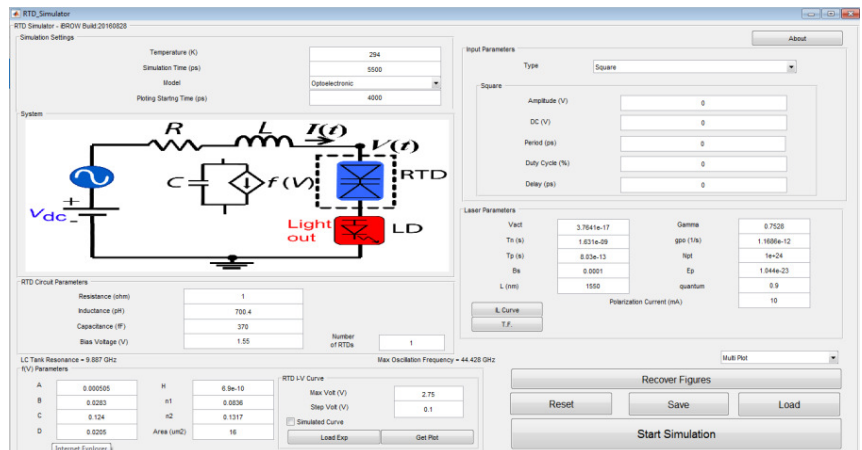 RTD_Simulator
RTD Simulator - iBROW Build:20160828
Simulation Settings
Temperature (K) 294
Simulation Time (ps) 5500
Model Optoelectronic
Ploting Startng Time (ps) 4000
System
R L I(t) V(t)
C f(V) RTD
Vdc
+
-
Light out LD
RTD Circuit Parameters
Resistance (ohm) 1
Inductance (pH) 700.4
Capacitance (fF) 370
Bias Voltage (V) 1.55
Number of RTDs 1
LC Tank Resonance = 9.887 GHz
Max Oscillation Frequency = 44.428 GHz
f(V) Parameters
A 0.000505 H 6.9e-10
B 0.0283 n1 0.0836
C 0.124 n2 0.1317
D 0.0205 Area (um2) 16
Internet Explorer
RTD I-V Curve
Max Volt (V) 2.75
Step Volt (V) 0.1
Simulated Curve
Load Exp Get Plot
About
Input Parameters
Type Square
Square
Amplitude (V) 0
DC (V) 0
Period (ps) 0
Duty Cycle (%) 0
Delay (ps) 0
Laser Parameters
Vact 3.7641e-17 Gamma 0.7528
Tn (s) 1.631e-09 gpo (1/s) 1.1686e-12
Tp (s) 8.03e-13 Npt 1e+24
Bs 0.0001 Ep 1.044e-23
L (nm) 1550 quantum 0.9
Polarization Current (mA) 10
IL Curve
T.F.
Multi Plot
Recover Figures
Reset Save Load
Start Simulation